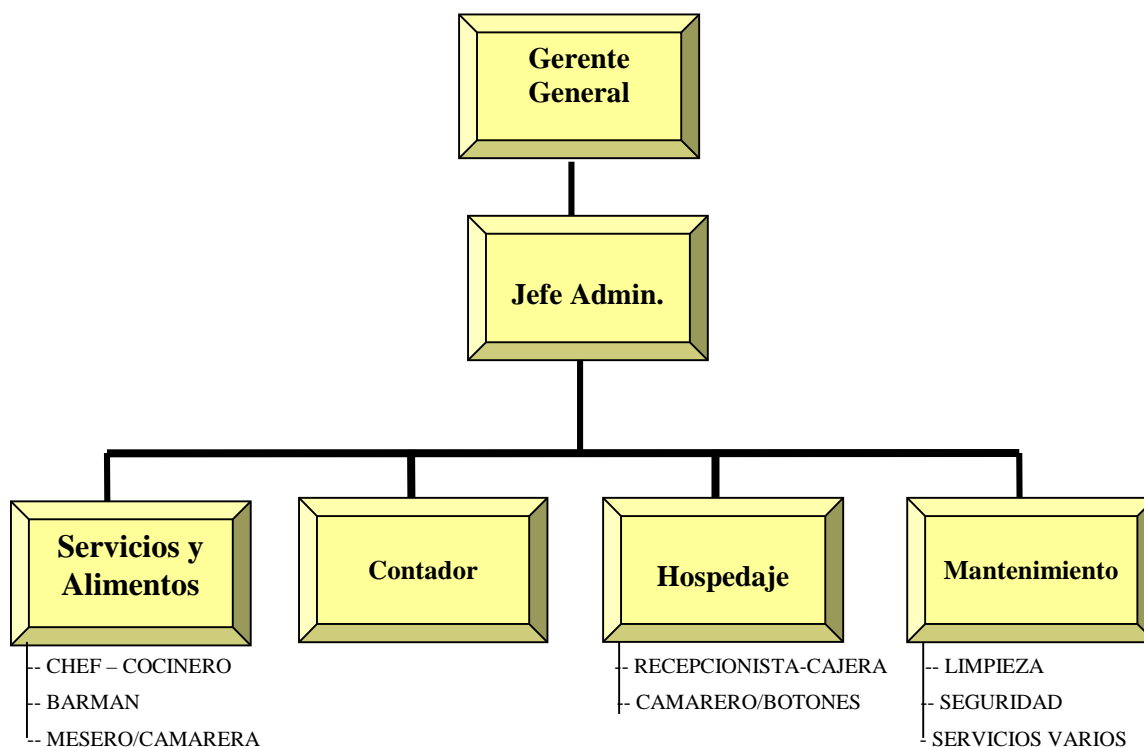 Gerente
General
Jefe Admin.
Servicios y
Alimentos
Contador
Hospedaje
Mantenimiento
-- CHEF – COCINERO
-- BARMAN
-- MESERO/CAMARERA
-- RECEPCIONISTA-CAJERA
-- CAMARERO/BOTONES
-- LIMPIEZA
-- SEGURIDAD
- SERVICIOS VARIOS